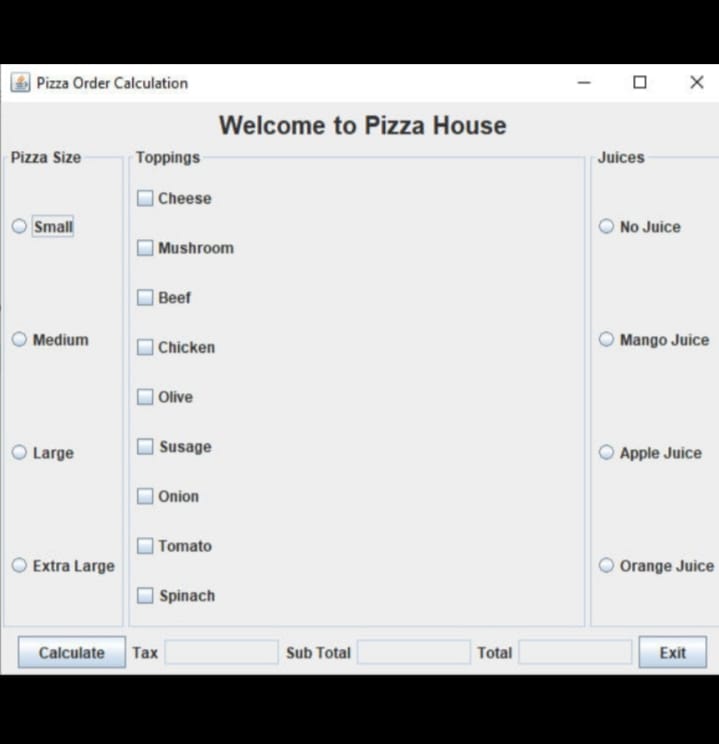 Pizza Order Calculation
Welcome to Pizza House
Pizza Size
Small
Medium
Large
Extra Large
Toppings
Cheese
Mushroom
Beef
Chicken
Olive
Susage
Onion
Tomato
Spinach
Juices
No Juice
Mango Juice
Apple Juice
Orange Juice
Calculate Tax Sub Total Total Exit